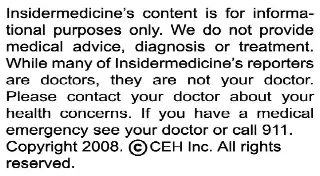 Insidermedicine's content is for informa-
tional purposes only. We do not provide
medical advice, diagnosis or treatment.
While many of Insidermedicine's reporters
are doctors, they are not your doctor.
Please contact your doctor about your
health concerns. If you have a medical
emergency see your doctor or call 911.
Copyright 2008. ©CEH Inc. All rights
reserved.